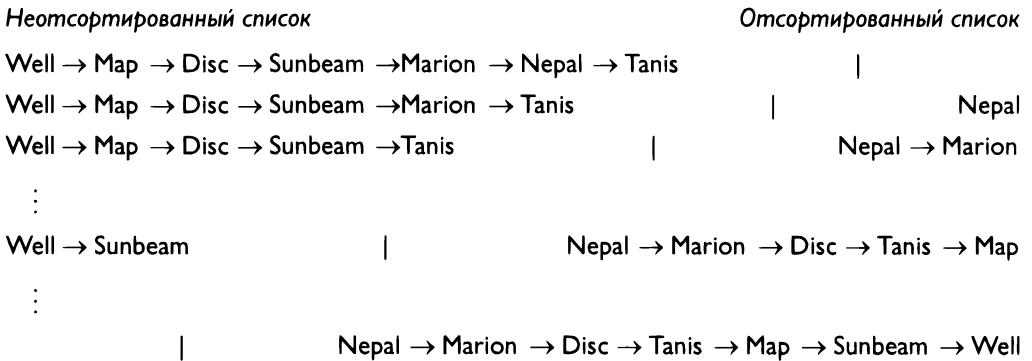 Неотсортированный список Отсортированный список
Well → Map → Disc → Sunbeam →Marion → Nepal → Tanis |
Well → Map → Disc → Sunbeam →Marion → Tanis | Nepal
Well → Map → Disc → Sunbeam →Tanis | Nepal → Marion
⋮
Well → Sunbeam | Nepal → Marion → Disc → Tanis → Map
⋮
| Nepal → Marion → Disc → Tanis → Map → Sunbeam → Well